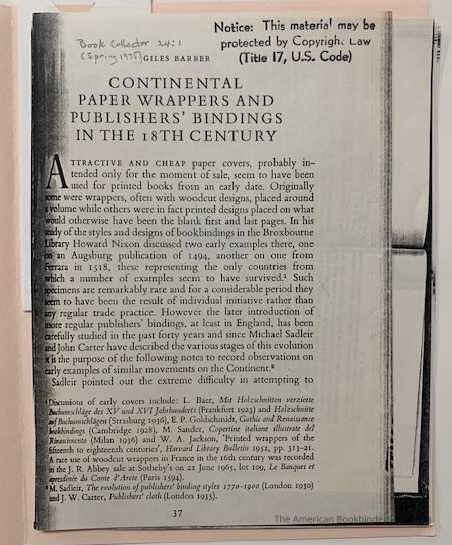 Notice: This material may be
protected by Copyright Law
(Title 17, U.S. Code)
Book Collector 24:1
(Spring 1975)
GILES BARBER
CONTINENTAL
PAPER WRAPPERS AND
PUBLISHERS' BINDINGS
IN THE 18TH CENTURY
ATTRACTIVE AND CHEAP paper covers, probably in-
tended only for the moment of sale, seem to have been
used for printed books from an early date. Originally
some were wrappers, often with woodcut designs, placed around
a volume while others were in fact printed designs placed on what
would otherwise have been the blank first and last pages. In his
study of the styles and designs of bookbindings in the Broxbourne
Library Howard Nixon discussed two early examples there, one
on an Augsburg publication of 1494, another on one from
Ferrara in 1518, these representing the only countries from
which a number of examples seem to have survived.¹ Such
specimens are remarkably rare and for a considerable period they
seem to have been the result of individual initiative rather than
any regular trade practice. However the later introduction of
more regular publishers' bindings, at least in England, has been
carefully studied in the past forty years and since Michael Sadleir
and John Carter have described the various stages of this evolution
it is the purpose of the following notes to record observations on
early examples of similar movements on the Continent.²
Sadleir pointed out the extreme difficulty in attempting to
¹ Discussions of early covers include: L. Baer, Mit Holzschnitten verzierte
Buchumschläge des XV und XVI Jahrhunderts (Frankfurt 1923) and Holzschnitte
auf Buchumschlägen (Strasburg 1936), E. P. Goldschmidt, Gothic and Renaissance
bookbindings (Cambridge 1928), M. Sander, Copertine italiane illustrate del
Rinascimento (Milan 1936) and W. A. Jackson, 'Printed wrappers of the
fifteenth to eighteenth centuries', Harvard Library Bulletin 1952, pp. 313–21.
A rare use of woodcut wrappers in France in the 16th century was recorded
in the J. R. Abbey sale at Sotheby's on 21 June 1965, lot 109, Le Banquet et
apresdinée du Conte d'Arete (Paris 1594).
² M. Sadleir, The evolution of publishers' binding styles 1770–1900 (London 1930)
and J. W. Carter, Publishers' cloth (London 1935).
37
The American Bookbinders